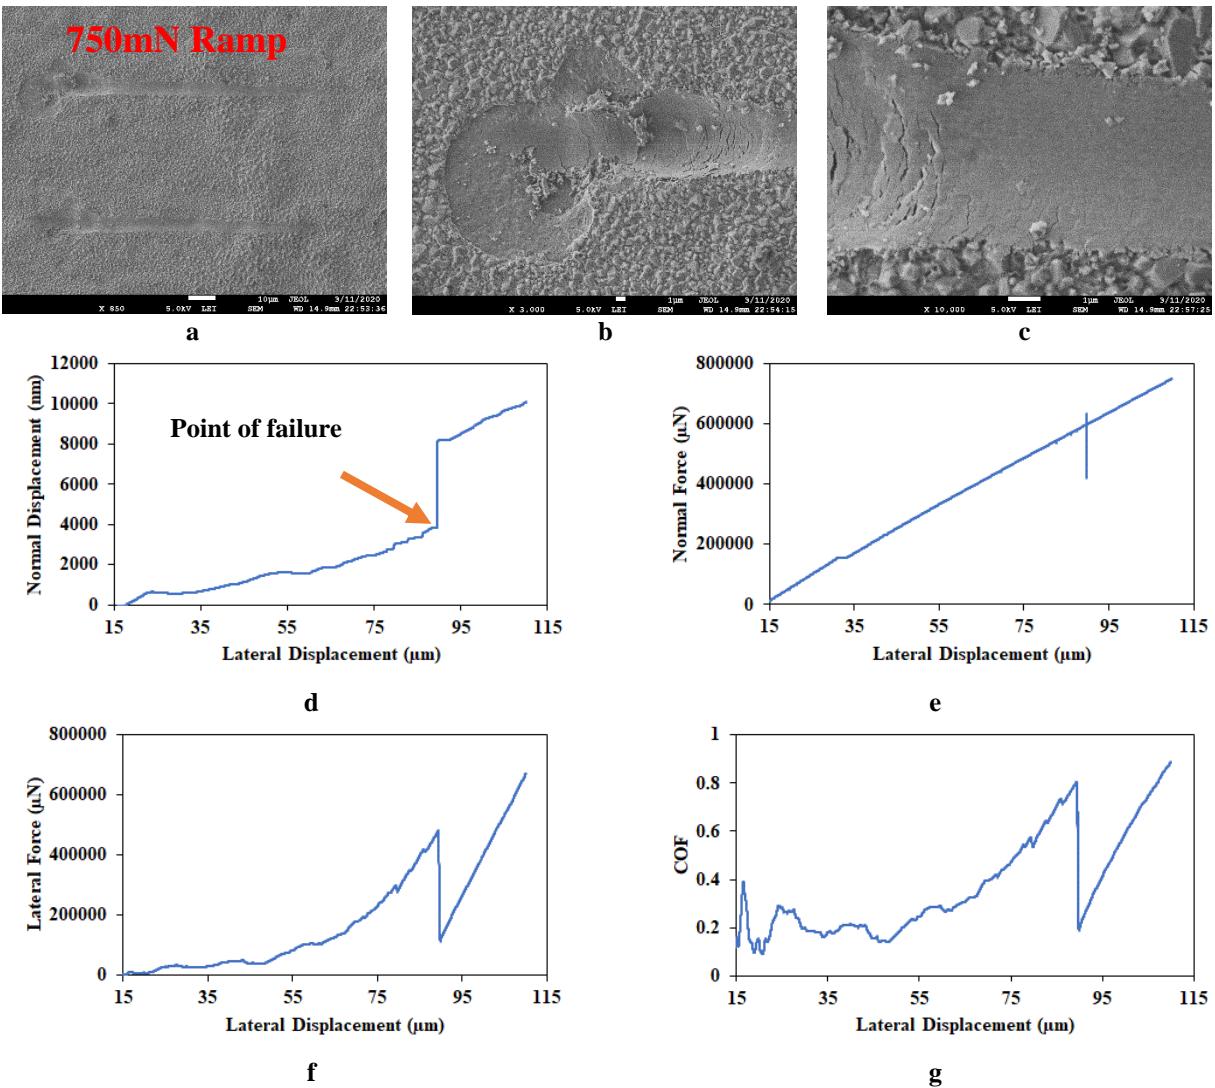 750mN Ramp
10µm JEOL 9/11/2020
X 850 5.0kV LEI SEM WD 14.9mm 22:53:36
1µm JEOL 9/11/2020
X 3,000 5.0kV LEI SEM WD 14.9mm 22:54:15
1µm JEOL 9/11/2020
X 10,000 5.0kV LEI SEM WD 14.9mm 22:57:25
a
b
c
Normal Displacement (nm)
12000
10000
8000
6000
4000
2000
0
Point of failure
15 35 55 75 95 115
Lateral Displacement (µm)
d
Normal Force (µN)
800000
600000
400000
200000
0
15 35 55 75 95 115
Lateral Displacement (µm)
e
Lateral Force (µN)
800000
600000
400000
200000
0
15 35 55 75 95 115
Lateral Displacement (µm)
f
COF
1
0.8
0.6
0.4
0.2
0
15 35 55 75 95 115
Lateral Displacement (µm)
g